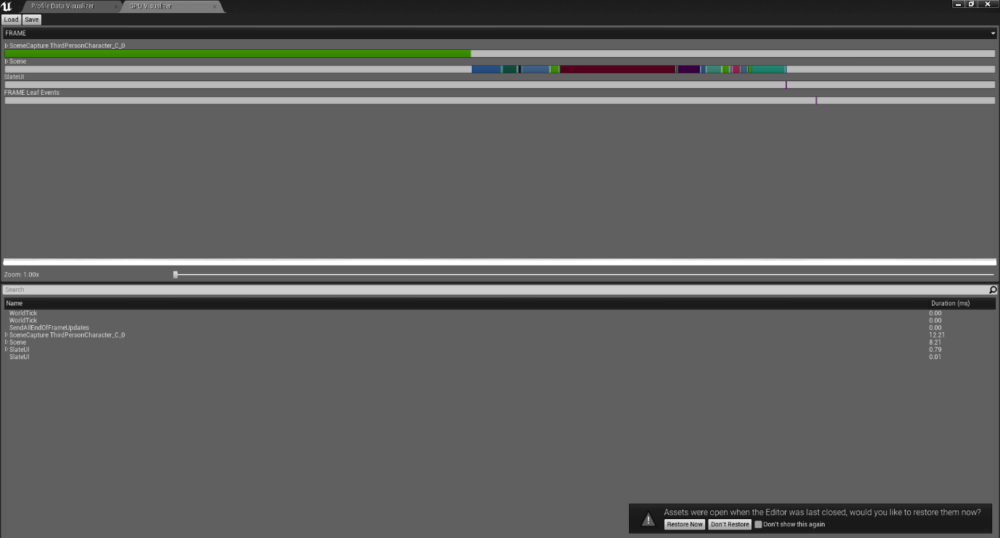 Profile Data Visualizer
GPU Visualizer
Load Save
FRAME
SceneCapture ThirdPersonCharacter_C_0
Scene
SlateUI
FRAME Leaf Events
Zoom: 1.00x
Search
Name Duration (ms)
WorldTick 0.00
WorldTick 0.00
SendAllEndOfFrameUpdates 0.00
SceneCapture ThirdPersonCharacter_C_0 12.21
Scene 8.21
SlateUI 0.79
SlateUI 0.01
Assets were open when the Editor was last closed, would you like to restore them now?
Restore Now Don't Restore Don't show this again